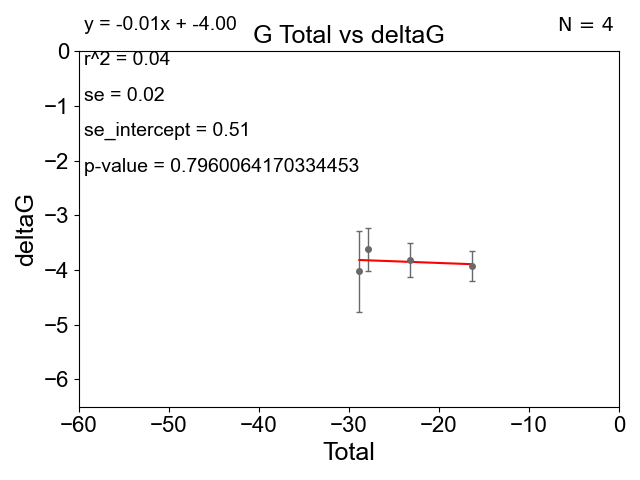 y = -0.01x + -4.00
N = 4
G Total vs deltaG
r^2 = 0.04
se = 0.02
se_intercept = 0.51
p-value = 0.7960064170334453
deltaG
0
−1
−2
−3
−4
−5
−6
−60
−50
−40
−30
−20
−10
0
Total